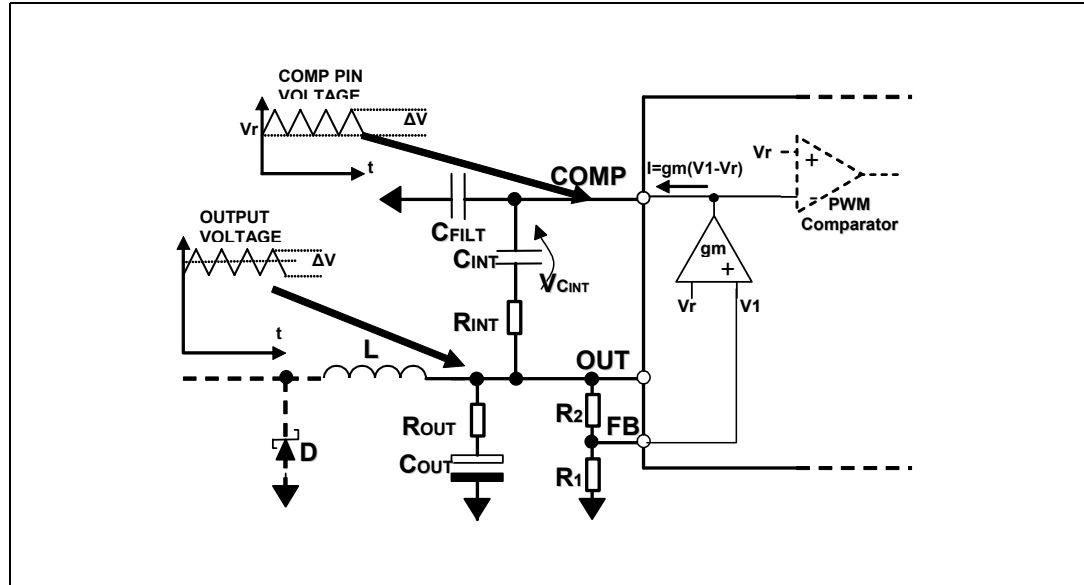 COMP PIN
VOLTAGE
Vr
ΔV
t
COMP
I=gm(V1-Vr)
Vr
+
–
PWM
Comparator
CFILT
CINT
VCINT
gm
+
Vr
V1
OUTPUT
VOLTAGE
ΔV
t
RINT
L
OUT
R2
FB
ROUT
COUT
R1
D